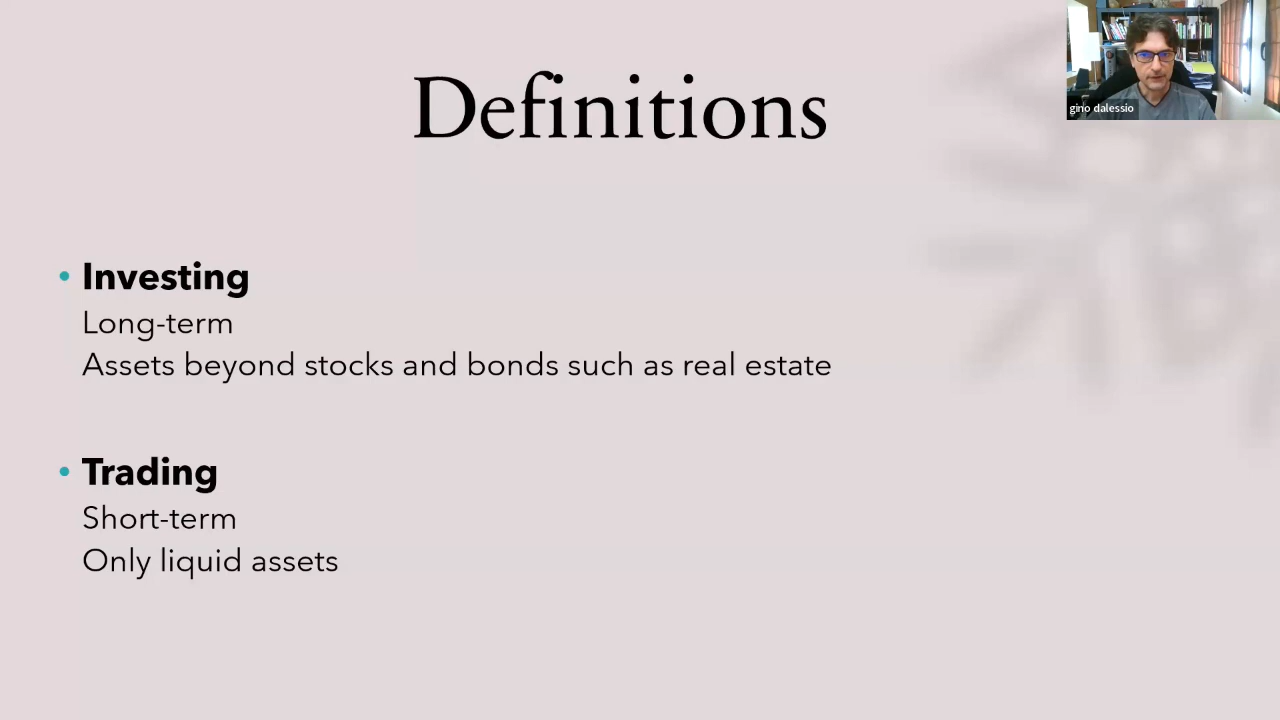 Definitions
gino dalessio
• Investing
Long-term
Assets beyond stocks and bonds such as real estate
• Trading
Short-term
Only liquid assets